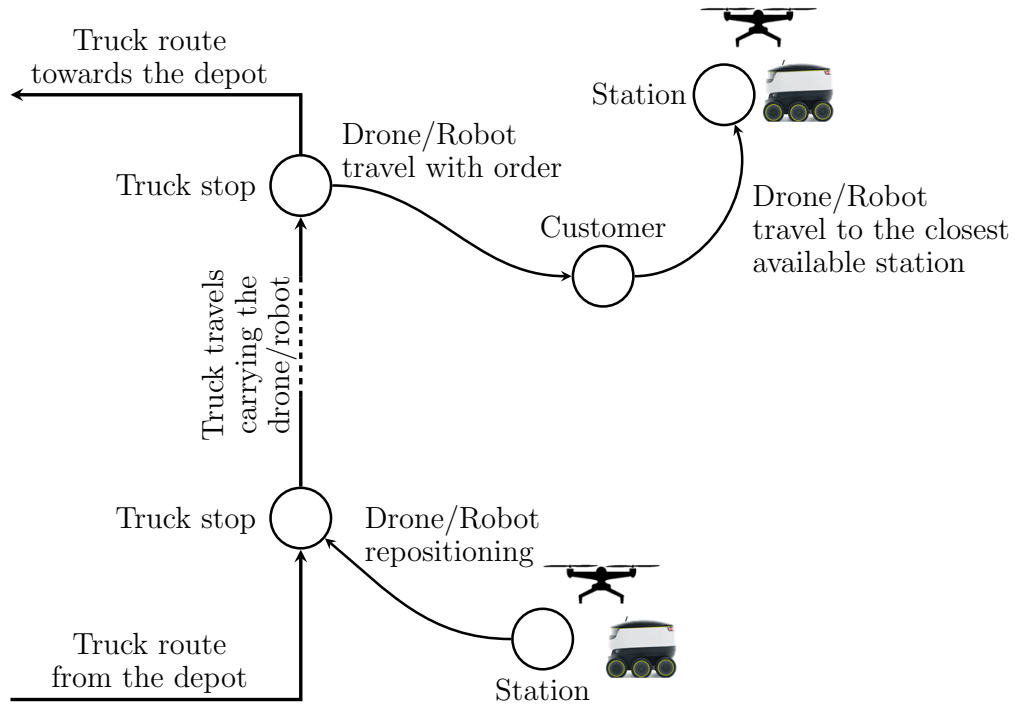 Truck route
towards the depot
Station
Drone/Robot
travel with order
Truck stop
Drone/Robot
travel to the closest
available station
Customer
Truck travels
carrying the
drone/robot
Truck stop
Drone/Robot
repositioning
Truck route
from the depot
Station